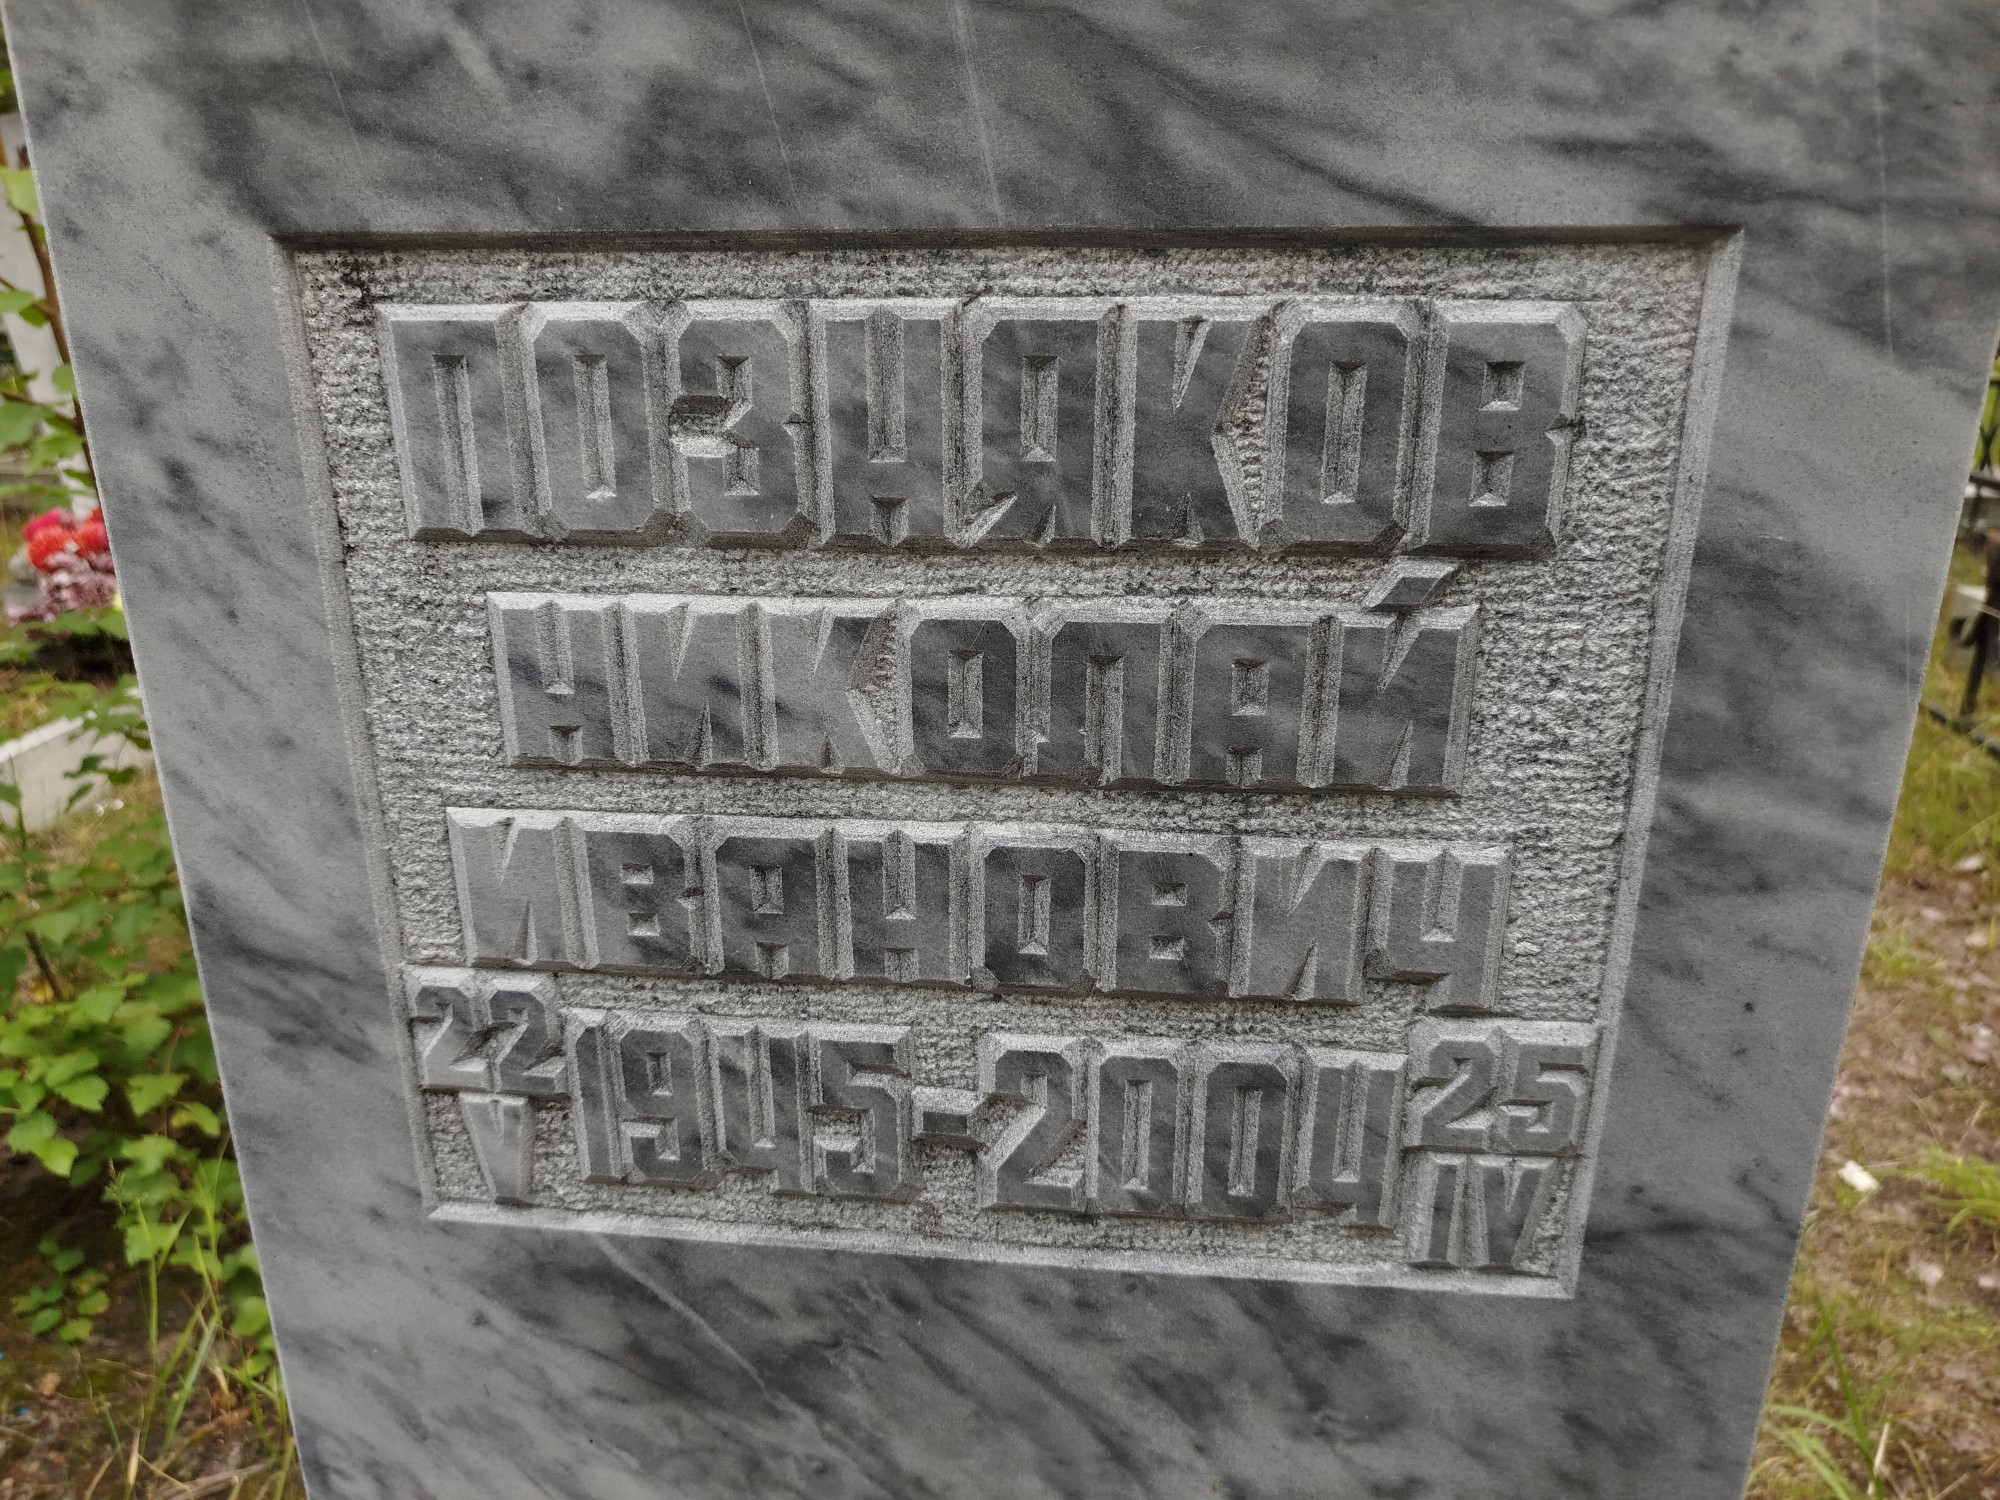 ПОЗНЯКОВ
НИКОЛАЙ
ИВАНОВИЧ
22 V 1945-2004 25 IV